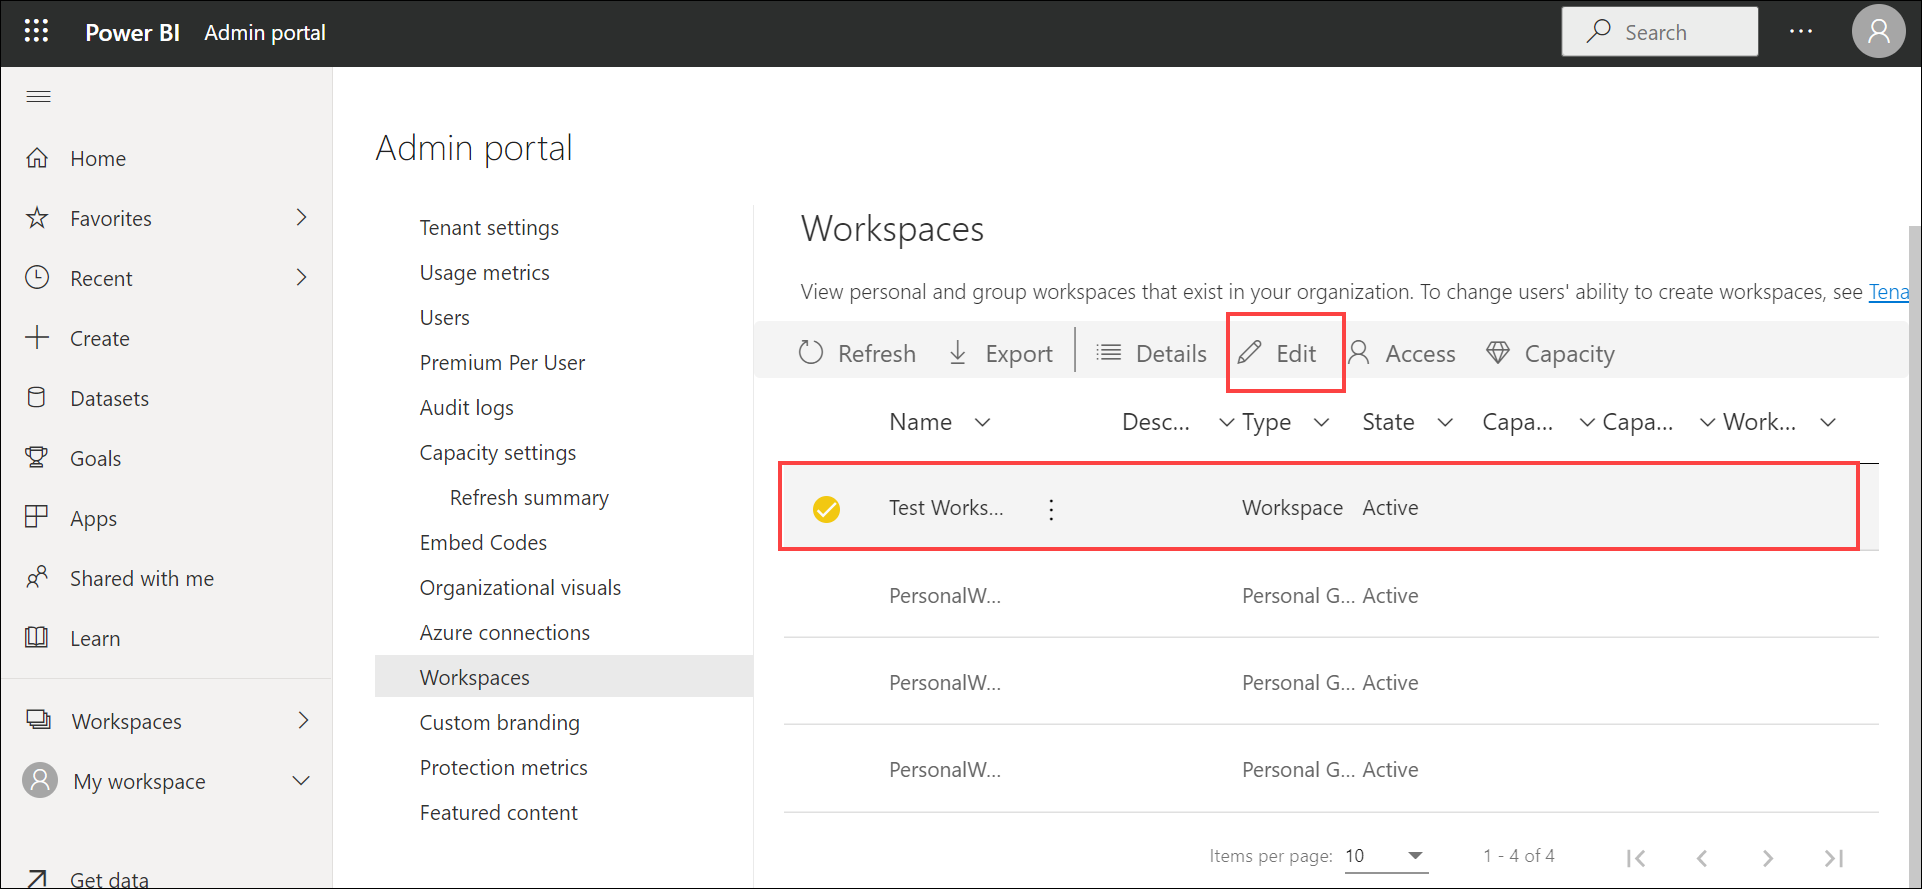 Power BI Admin portal
Search
Home
Favorites
Recent
Create
Datasets
Goals
Apps
Shared with me
Learn
Workspaces
My workspace
Get data
Admin portal
Tenant settings
Usage metrics
Users
Premium Per User
Audit logs
Capacity settings
Refresh summary
Embed Codes
Organizational visuals
Azure connections
Workspaces
Custom branding
Protection metrics
Featured content
Workspaces
View personal and group workspaces that exist in your organization. To change users' ability to create workspaces, see Tena
Refresh Export Details Edit Access Capacity
Name Desc... Type State Capa... Capa... Work...
Test Works... Workspace Active
PersonalW... Personal G... Active
PersonalW... Personal G... Active
PersonalW... Personal G... Active
Items per page: 10 1 - 4 of 4